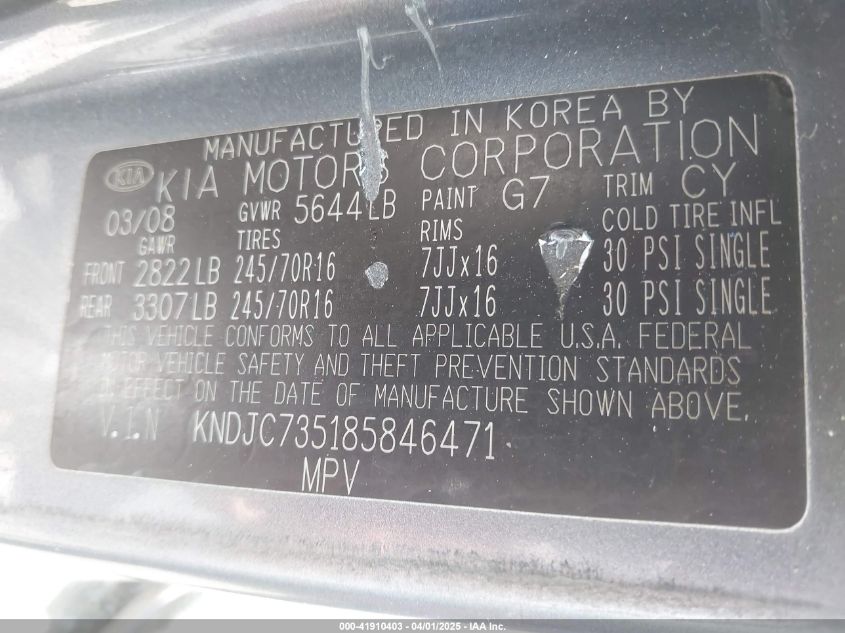 MANUFACTURED IN KOREA BY
KIA KIA MOTORS CORPORATION
03/08 GVWR 5644LB PAINT G7 TRIM CY
GAWR TIRES RIMS COLD TIRE INFL
FRONT 2822LB 245/70R16 7JJx16 30 PSI SINGLE
REAR 3307LB 245/70R16 7JJx16 30 PSI SINGLE
THIS VEHICLE CONFORMS TO ALL APPLICABLE U.S.A. FEDERAL
MOTOR VEHICLE SAFETY AND THEFT PREVENTION STANDARDS
IN EFFECT ON THE DATE OF MANUFACTURE SHOWN ABOVE.
V.I.N KNDJC735185846471
MPV
000-41910403 - 04/01/2025 - IAA Inc.